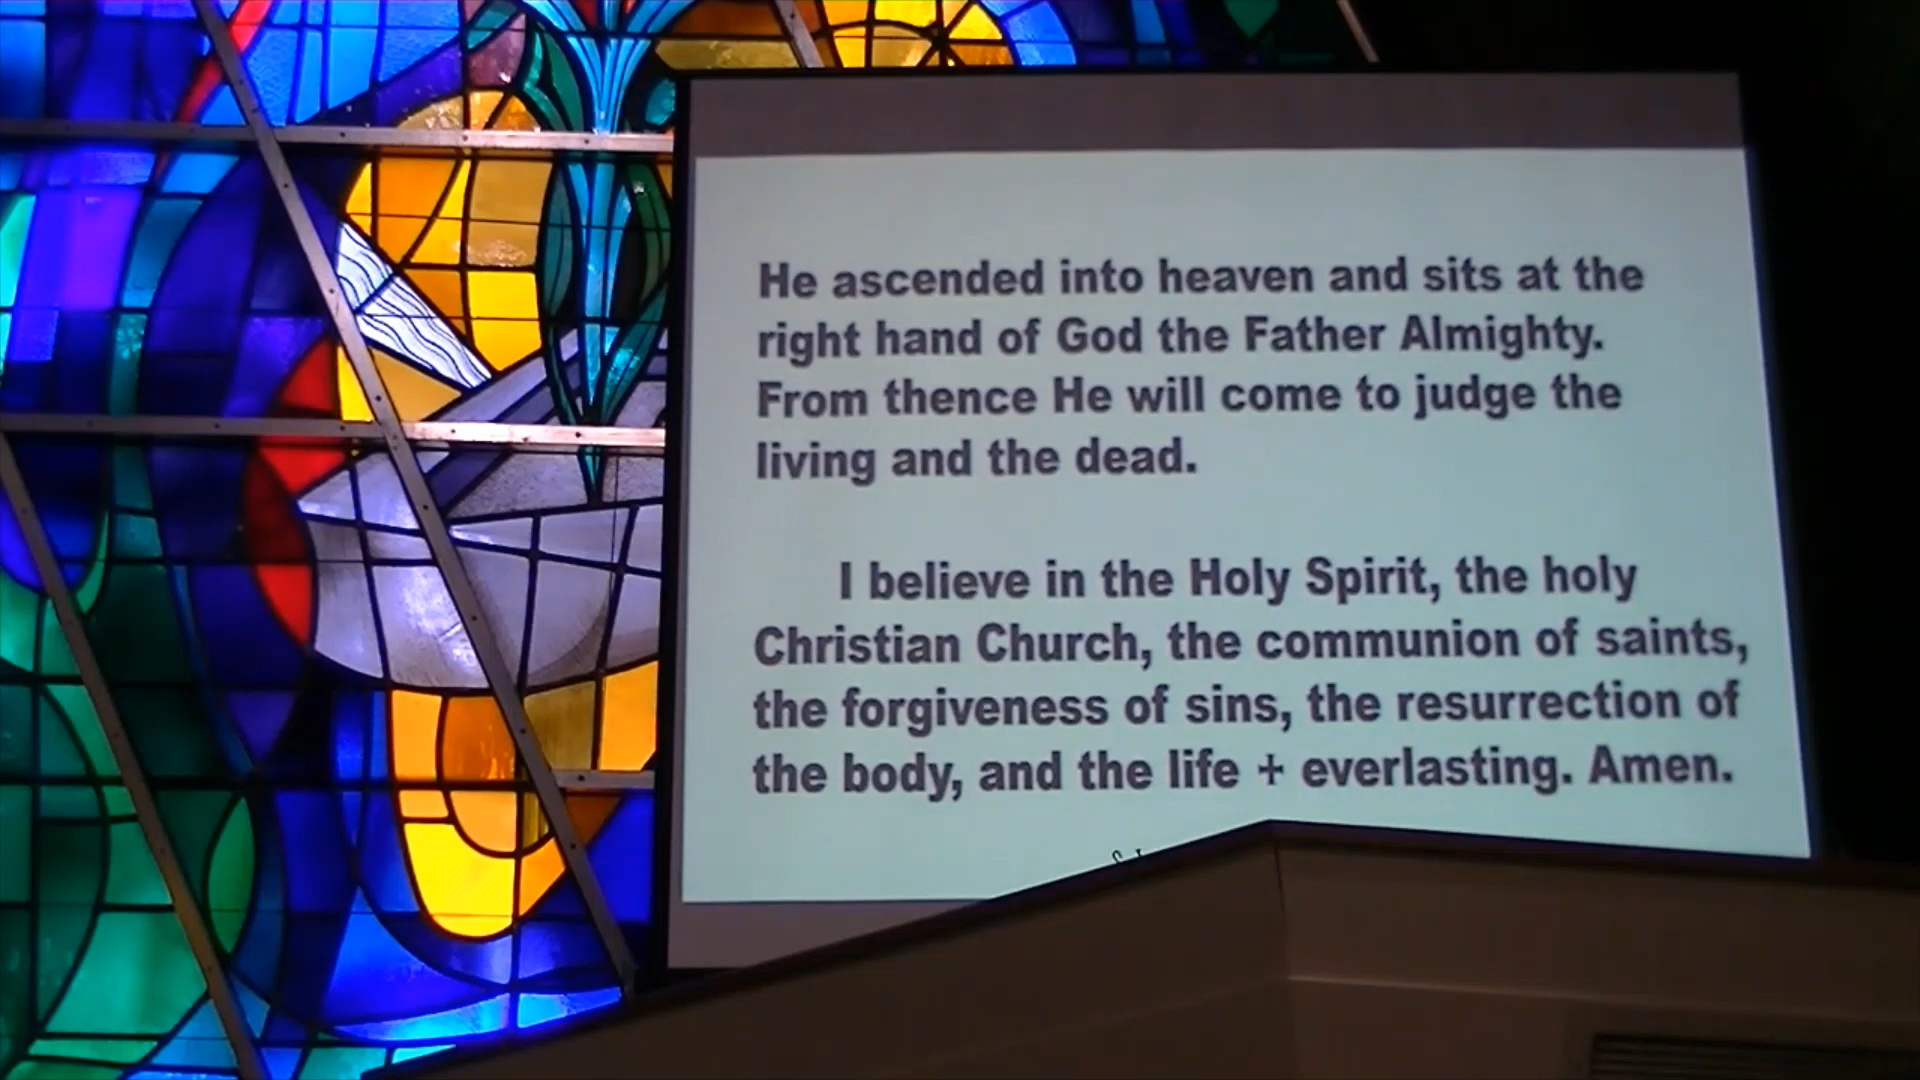 He ascended into heaven and sits at the
right hand of God the Father Almighty.
From thence He will come to judge the
living and the dead.
I believe in the Holy Spirit, the holy
Christian Church, the communion of saints,
the forgiveness of sins, the resurrection of
the body, and the life + everlasting. Amen.